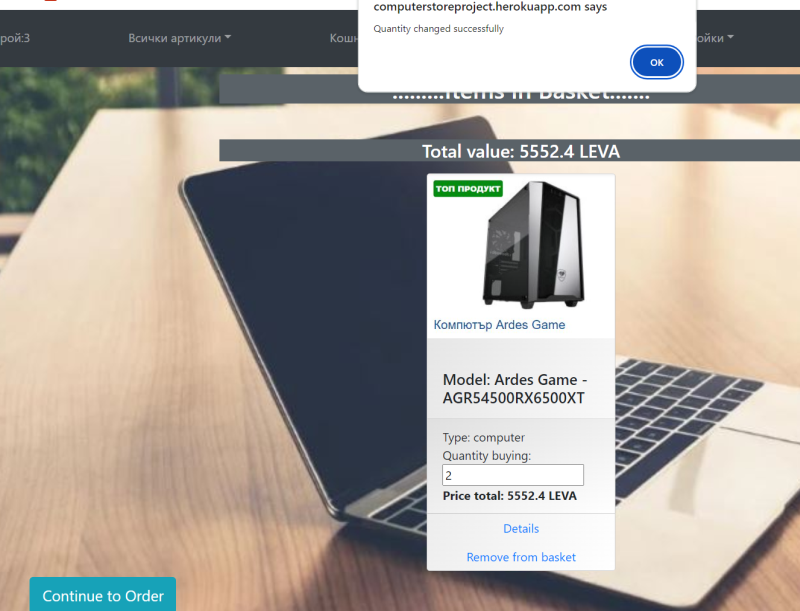 computerstoreproject.herokuapp.com says
Quantity changed successfully
OK
рой:3
Всички артикули
Кошн
ойки
.........Items in Basket.......
Total value: 5552.4 LEVA
ТОП ПРОДУКТ
Компютър Ardes Game
Model: Ardes Game -
AGR54500RX6500XT
Type: computer
Quantity buying:
2
Price total: 5552.4 LEVA
Details
Remove from basket
Continue to Order